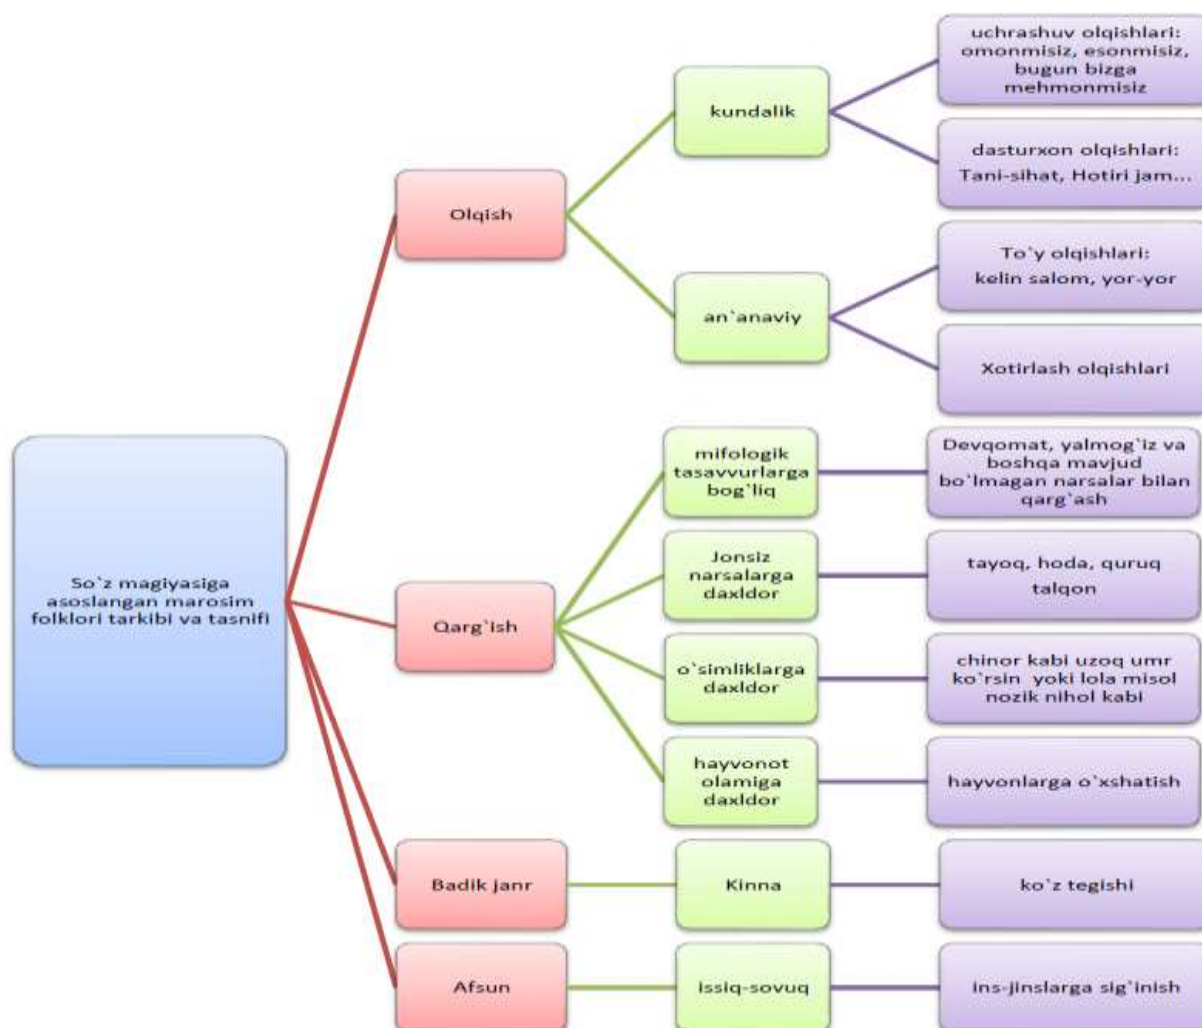 So`z magiyasiga
asoslangan marosim
folklori tarkibi va tasnifi
Olqish
kundalik
uchrashuv olqishlari:
omonmisiz, esonmisiz,
bugun bizga
mehmonmisiz
dasturxon olqishlari:
Tani-sihat, Hotiri jam...
an`anaviy
To`y olqishlari:
kelin salom, yor-yor
Xotirlash olqishlari
Qarg`ish
mifologik
tasavvurlarga
bog`liq
Devqomat, yalmog`iz va
boshqa mavjud
bo`lmagan narsalar bilan
qarg`ash
Jonsiz
narsalarga
daxldor
tayoq, hoda, quruq
talqon
o`simliklarga
daxldor
chinor kabi uzoq umr
ko`rsin yoki lola misol
nozik nihol kabi
hayvonot
olamiga
daxldor
hayvonlarga o`xshatish
Badik janr
Kinna
ko`z tegishi
Afsun
issiq-sovuq
ins-jinslarga sig`inish